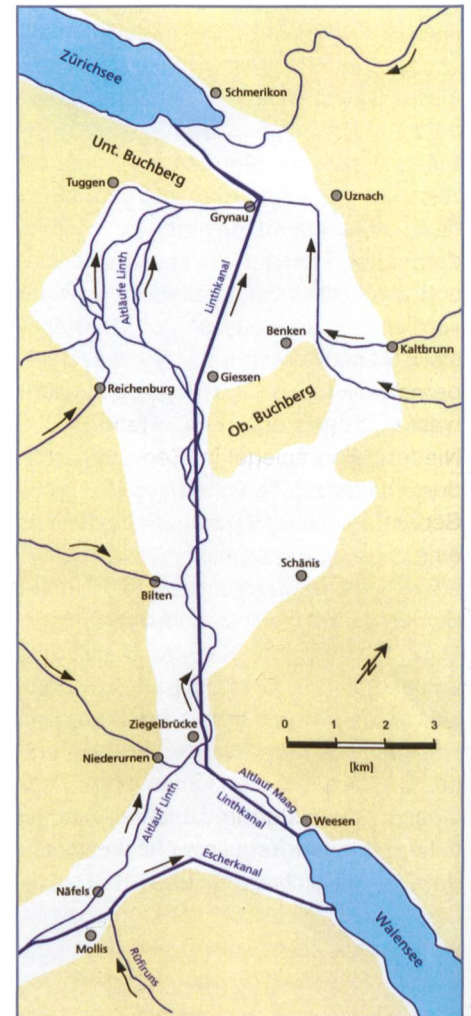 Zürichsee
Schmerikon
Unt. Buchberg
Tuggen
Uznach
Grynau
Altläufe Linth
Linthkanal
Benken
Kaltbrunn
Giessen
Reichenburg
Ob. Buchberg
Schänis
Bilten
N
Ziegelbrücke
0 1 2 3
[km]
Niederurnen
Altlauf Maag
Altlauf Linth
Linthkanal
Weesen
Escherkanal
Näfels
Walensee
Mollis
Rüfiruns